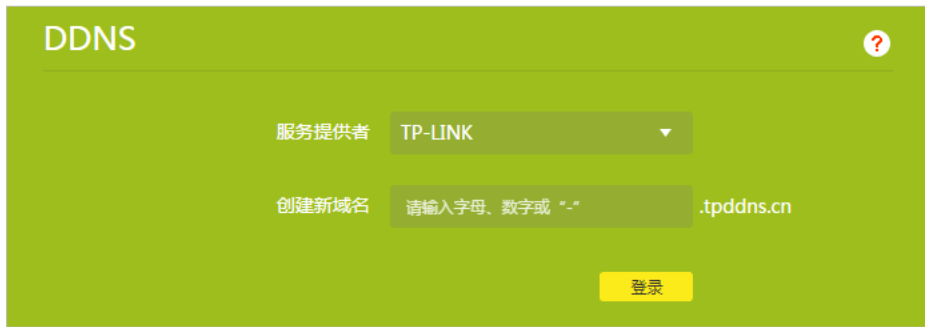 DDNS
?
服务提供者 TP-LINK
创建新域名 请输入字母、数字或 "-" .tpddns.cn
登录